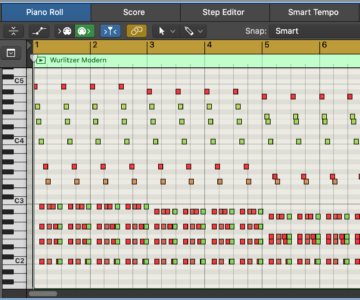 Piano Roll Score Step Editor Smart Tempo
Snap: Smart
1 2 3 4 5 6
Wurlitzer Modern
C5
C4
C3
C2